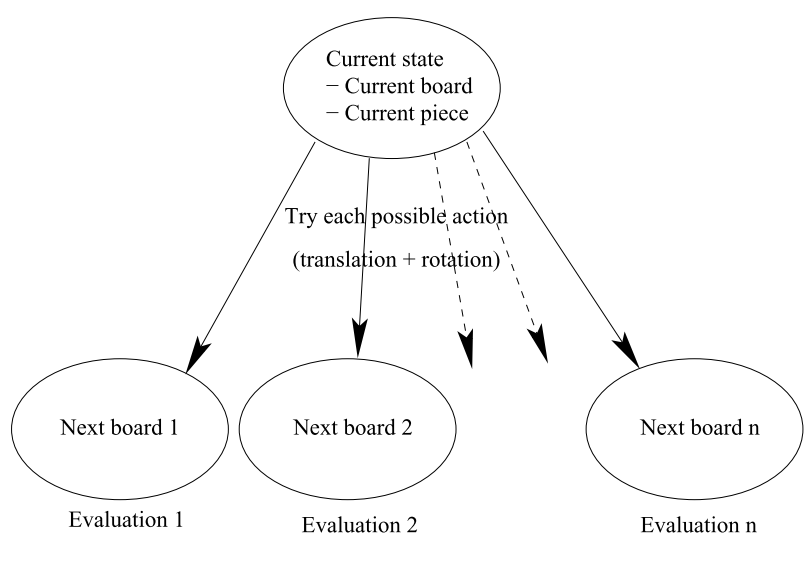 Current state
− Current board
− Current piece
Try each possible action
(translation + rotation)
Next board 1
Next board 2
Next board n
Evaluation 1
Evaluation 2
Evaluation n